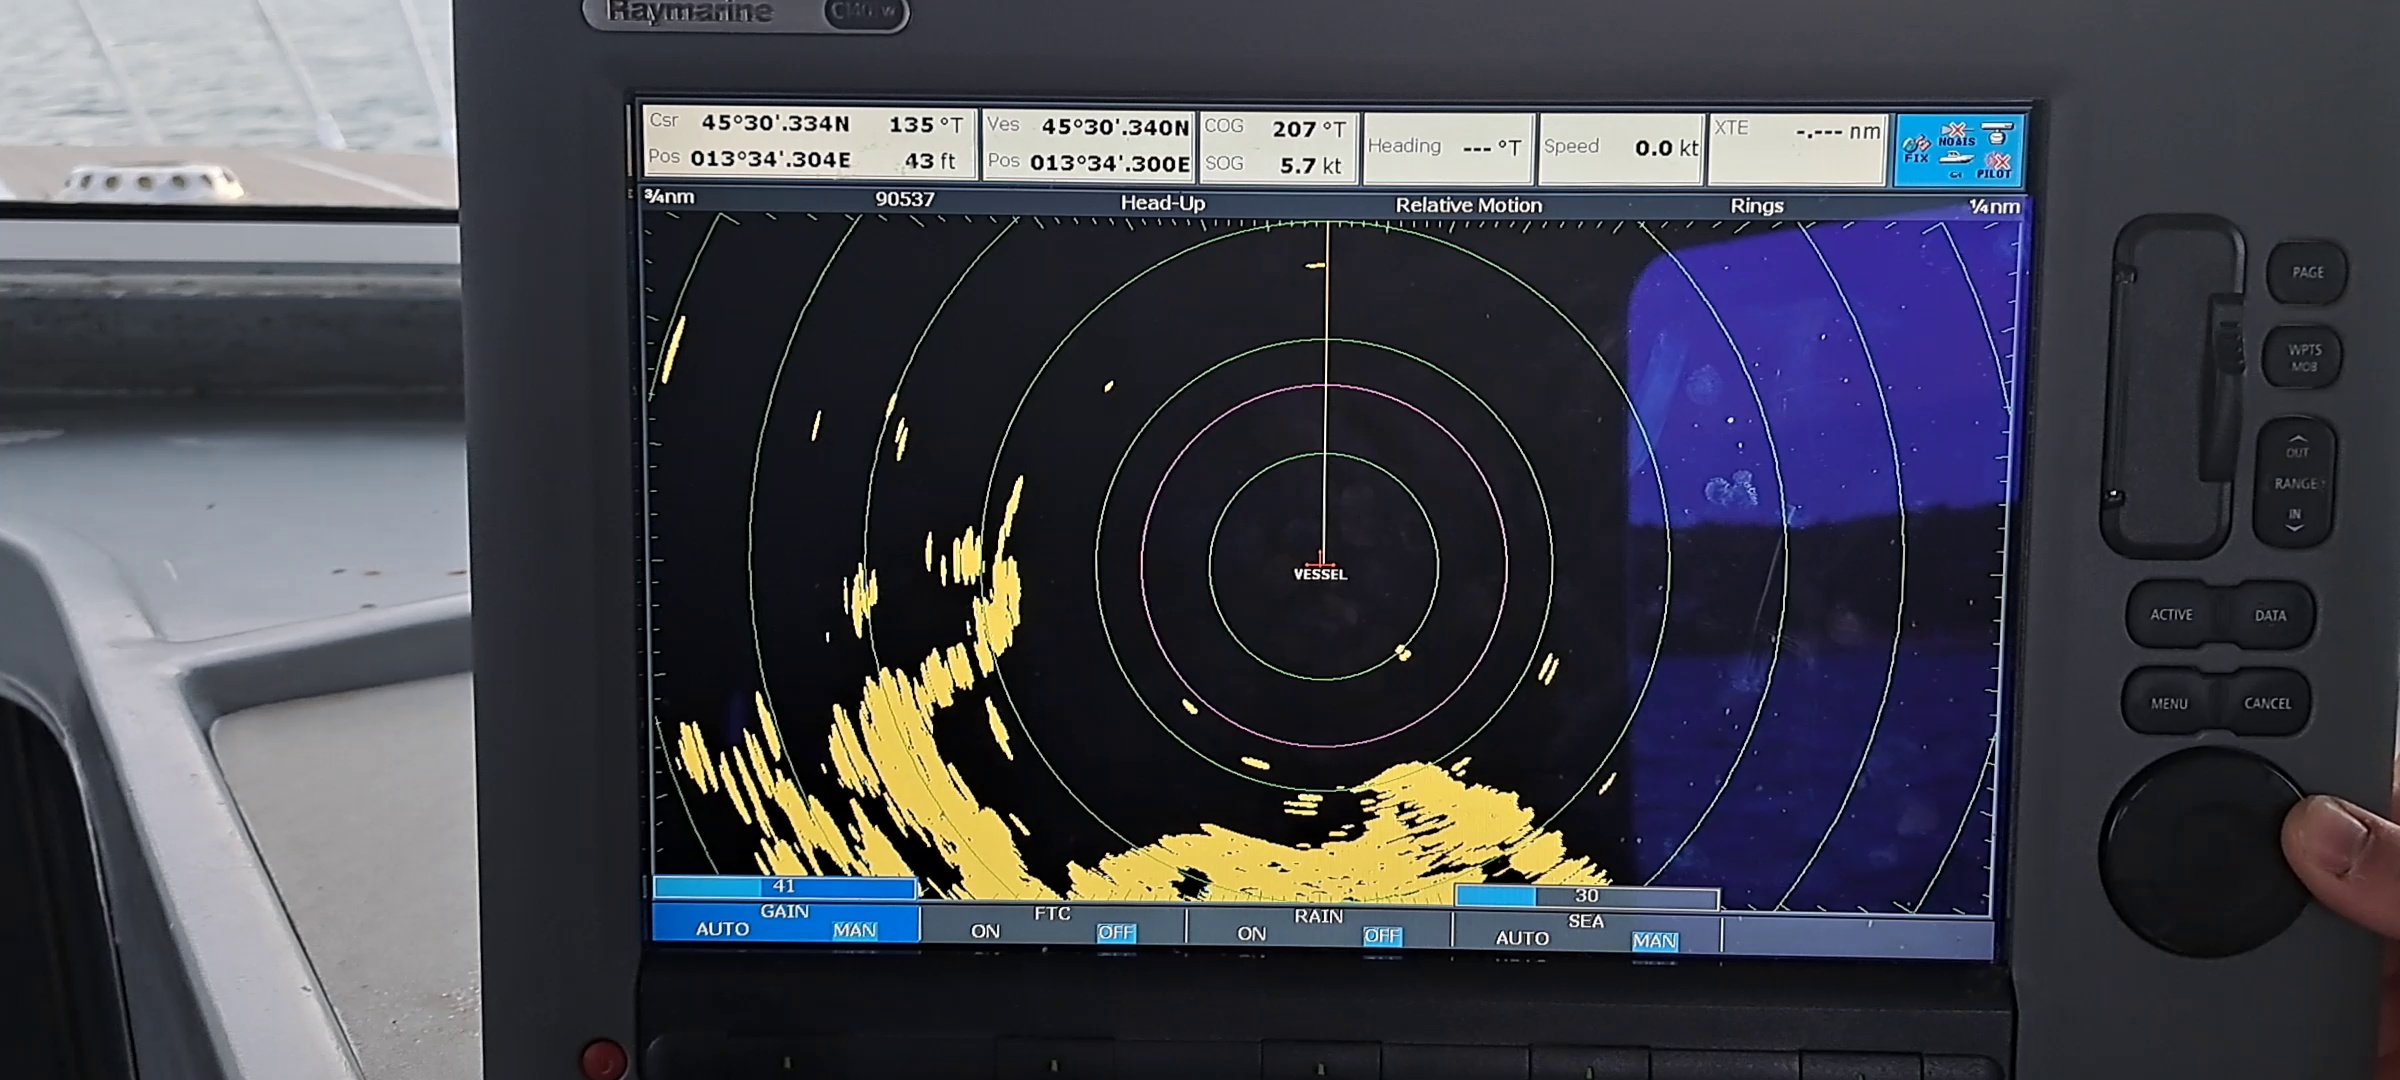 Raymarine
Csr 45°30'.334N 135 °T
Pos 013°34'.304E 43 ft
Ves 45°30'.340N
Pos 013°34'.300E
COG 207 °T
SOG 5.7 kt
Heading --- °T
Speed 0.0 kt
XTE -.--- nm
FIX NOAIS
PILOT
¾nm 90537 Head-Up Relative Motion Rings ¼nm
VESSEL
41
30
GAIN
AUTO MAN
FTC
ON OFF
RAIN
ON OFF
SEA
AUTO MAN
PAGE
WPTS
MOB
OUT
RANGE
IN
ACTIVE DATA
MENU CANCEL